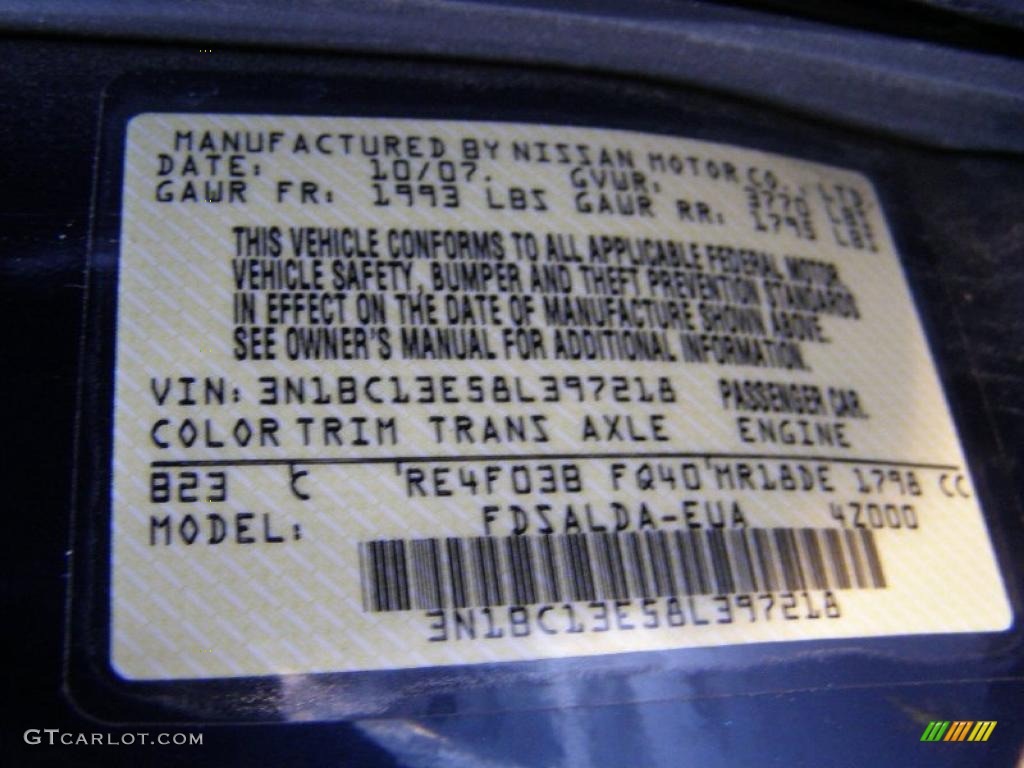 MANUFACTURED BY NISSAN MOTOR CO., LTD.
DATE: 10/07. GVWR: 3770 LBS
GAWR FR: 1993 LBS GAWR RR: 1793 LBS
THIS VEHICLE CONFORMS TO ALL APPLICABLE FEDERAL MOTOR
VEHICLE SAFETY, BUMPER AND THEFT PREVENTION STANDARDS
IN EFFECT ON THE DATE OF MANUFACTURE SHOWN ABOVE.
SEE OWNER'S MANUAL FOR ADDITIONAL INFORMATION.
VIN: 3N1BC13E58L397218 PASSENGER CAR.
COLOR TRIM TRANS AXLE ENGINE
B23 C RE4F03B FQ40 MR18DE 1798 CC
MODEL: FDSALDA-EUA 4Z000
3N1BC13E58L397218
GTCARLOT.COM